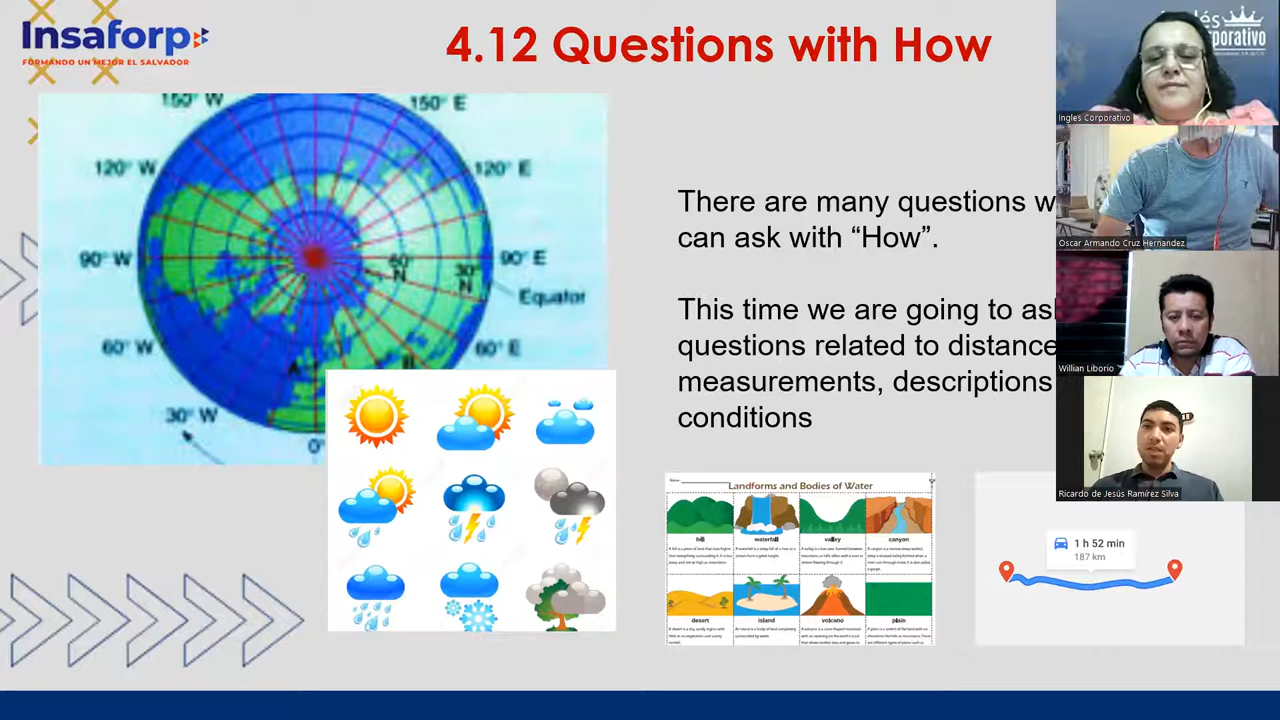 Insaforp
FORMANDO UN MEJOR EL SALVADOR
4.12 Questions with How
150° W
150° E
120° W
120° E
90° W
60° N
30° N
90° E
Equator
60° W
60° E
30° W
0°
There are many questions w
can ask with “How”.
This time we are going to as
questions related to distance
measurements, descriptions
conditions
Landforms and Bodies of Water
hill
waterfall
valley
canyon
desert
island
volcano
plain
1 h 52 min
187 km
Ingles Corporativo
Oscar Armando Cruz Hernandez
Willian Liborio
Ricardo de Jesús Ramírez Silva